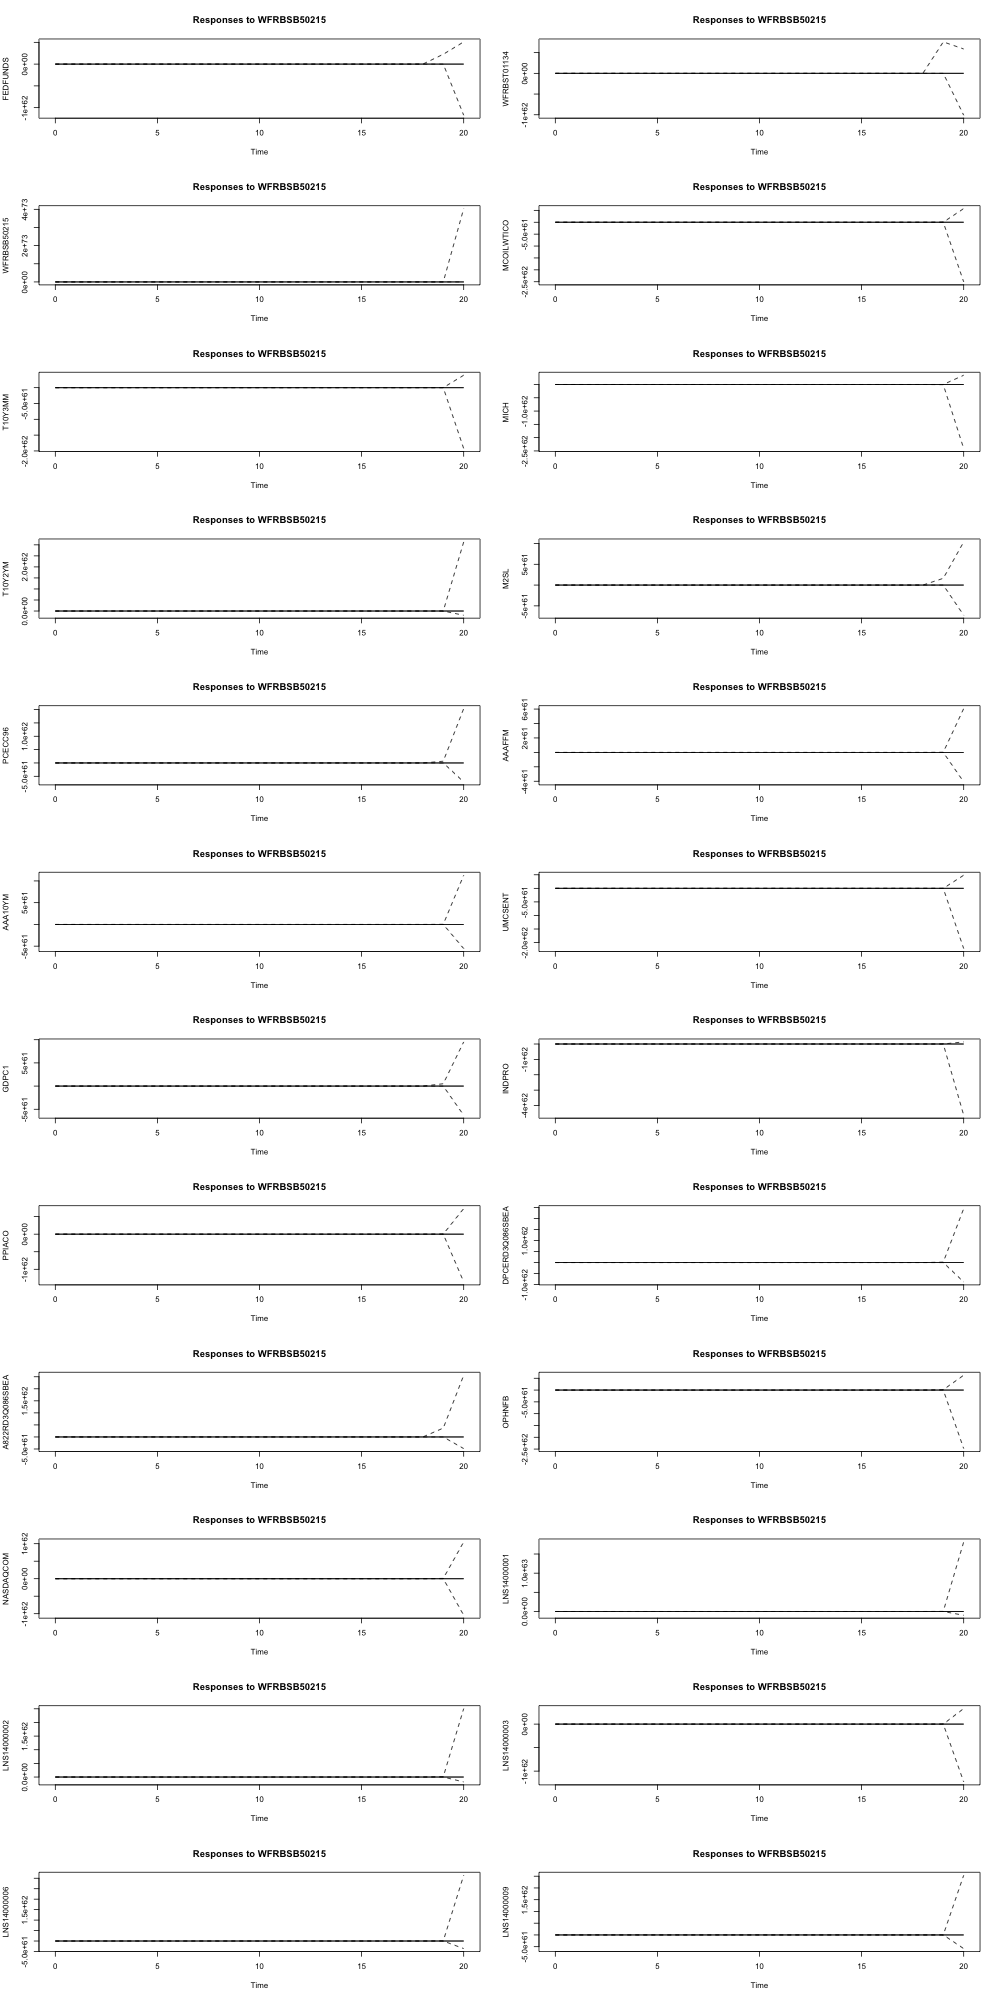 Responses to WFRBSB50215
FEDFUNDS
-1e+62 0e+00
0 5 10 15 20
Time
Responses to WFRBSB50215
WFRBST01134
-1e+62 0e+00
0 5 10 15 20
Time
Responses to WFRBSB50215
WFRBSB50215
0e+00 2e+73 4e+73
0 5 10 15 20
Time
Responses to WFRBSB50215
MCOILWTICO
-2.5e+62 -5.0e+61
0 5 10 15 20
Time
Responses to WFRBSB50215
T10Y3MM
-2.0e+62 -5.0e+61
0 5 10 15 20
Time
Responses to WFRBSB50215
MICH
-2.5e+62 -1.0e+62
0 5 10 15 20
Time
Responses to WFRBSB50215
T10Y2YM
0.0e+00 2.0e+62
0 5 10 15 20
Time
Responses to WFRBSB50215
M2SL
-5e+61 5e+61
0 5 10 15 20
Time
Responses to WFRBSB50215
PCECC96
-5.0e+61 1.0e+62
0 5 10 15 20
Time
Responses to WFRBSB50215
AAAFFM
-4e+61 2e+61 6e+61
0 5 10 15 20
Time
Responses to WFRBSB50215
AAA10YM
-5e+61 5e+61
0 5 10 15 20
Time
Responses to WFRBSB50215
UMCSENT
-2.0e+62 -5.0e+61
0 5 10 15 20
Time
Responses to WFRBSB50215
GDPC1
-5e+61 5e+61
0 5 10 15 20
Time
Responses to WFRBSB50215
INDPRO
-4e+62 -1e+62
0 5 10 15 20
Time
Responses to WFRBSB50215
PPIACO
-1e+62 0e+00
0 5 10 15 20
Time
Responses to WFRBSB50215
DPCERD3Q086SBEA
-1.0e+62 1.0e+62
0 5 10 15 20
Time
Responses to WFRBSB50215
A822RD3Q086SBEA
-5.0e+61 1.5e+62
0 5 10 15 20
Time
Responses to WFRBSB50215
OPHNFB
-2.5e+62 -5.0e+61
0 5 10 15 20
Time
Responses to WFRBSB50215
NASDAQCOM
-1e+62 0e+00 1e+62
0 5 10 15 20
Time
Responses to WFRBSB50215
LNS14000001
0.0e+00 1.0e+63
0 5 10 15 20
Time
Responses to WFRBSB50215
LNS14000002
0.0e+00 1.5e+62
0 5 10 15 20
Time
Responses to WFRBSB50215
LNS14000003
-1e+62 0e+00
0 5 10 15 20
Time
Responses to WFRBSB50215
LNS14000006
-5.0e+61 1.5e+62
0 5 10 15 20
Time
Responses to WFRBSB50215
LNS14000009
-5.0e+61 1.5e+62
0 5 10 15 20
Time